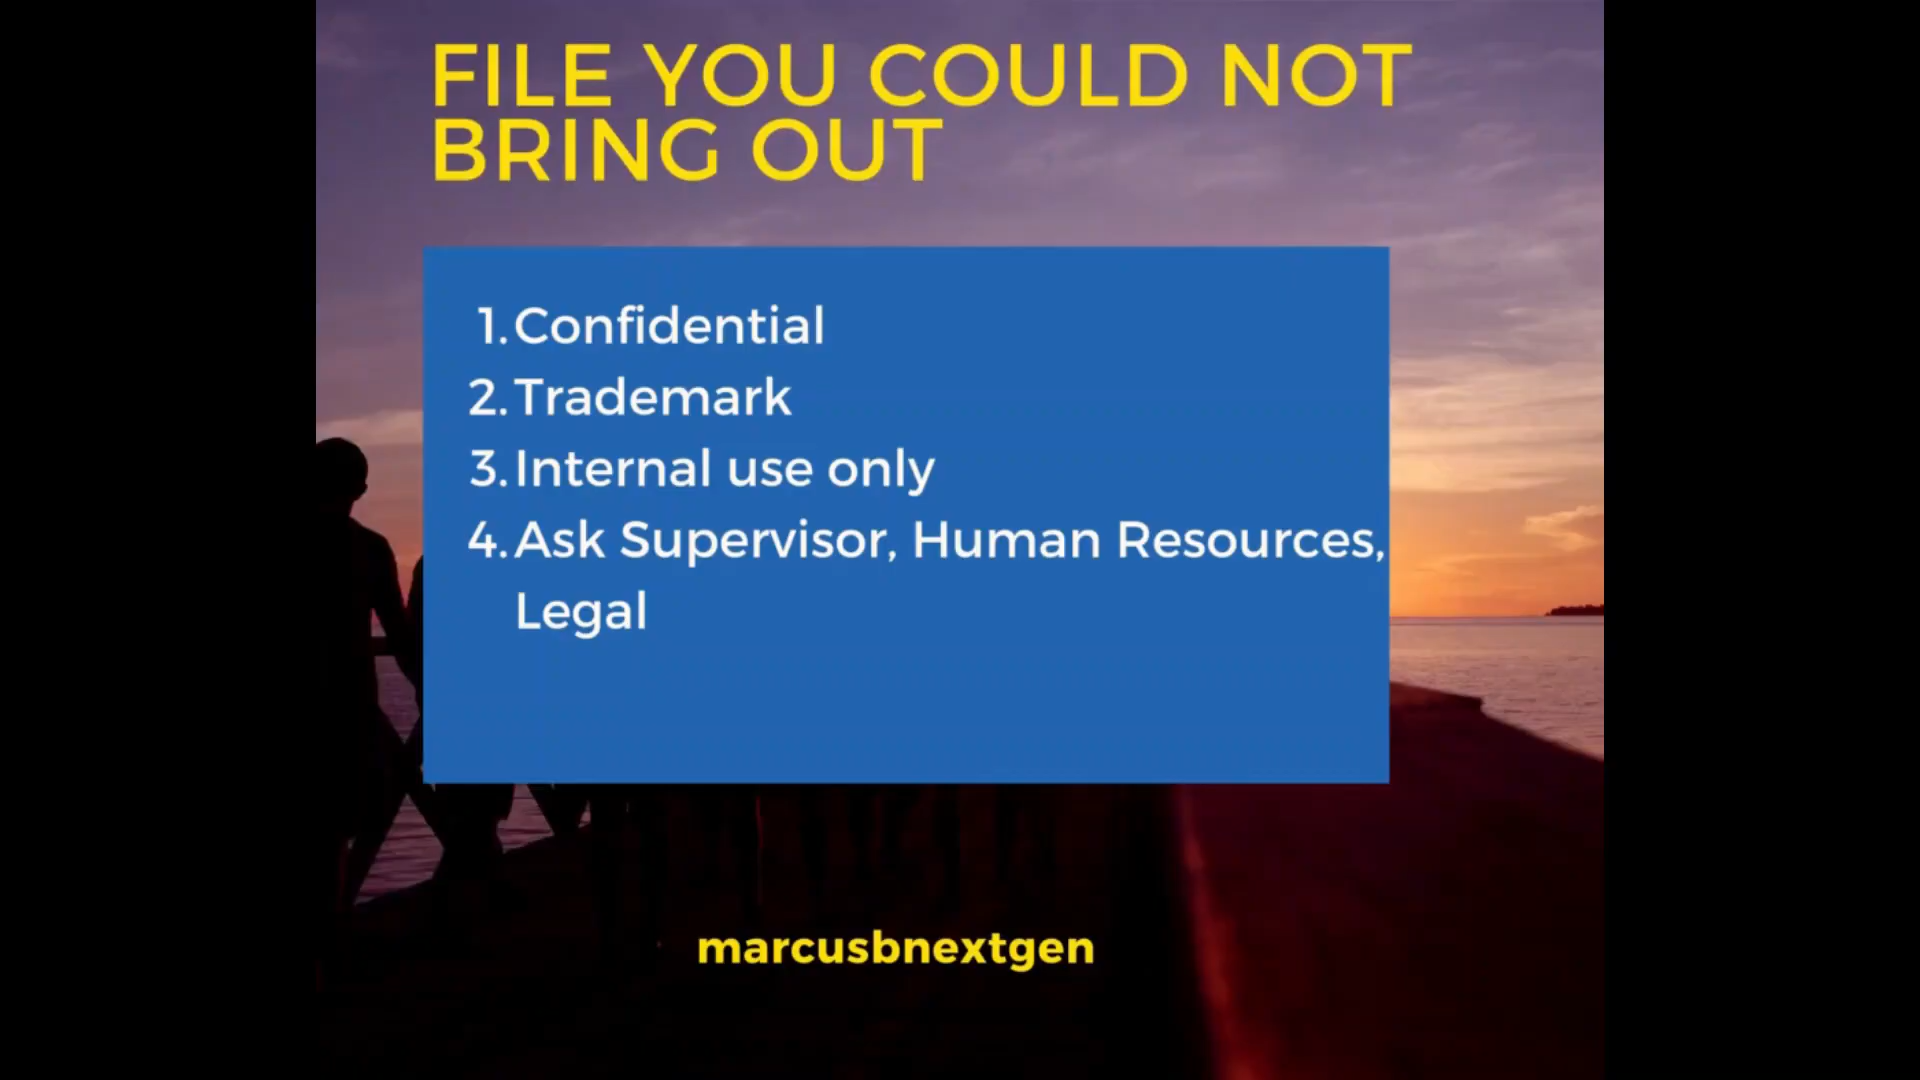 FILE YOU COULD NOT
BRING OUT
1. Confidential
2. Trademark
3. Internal use only
4. Ask Supervisor, Human Resources,
Legal
marcusbnextgen